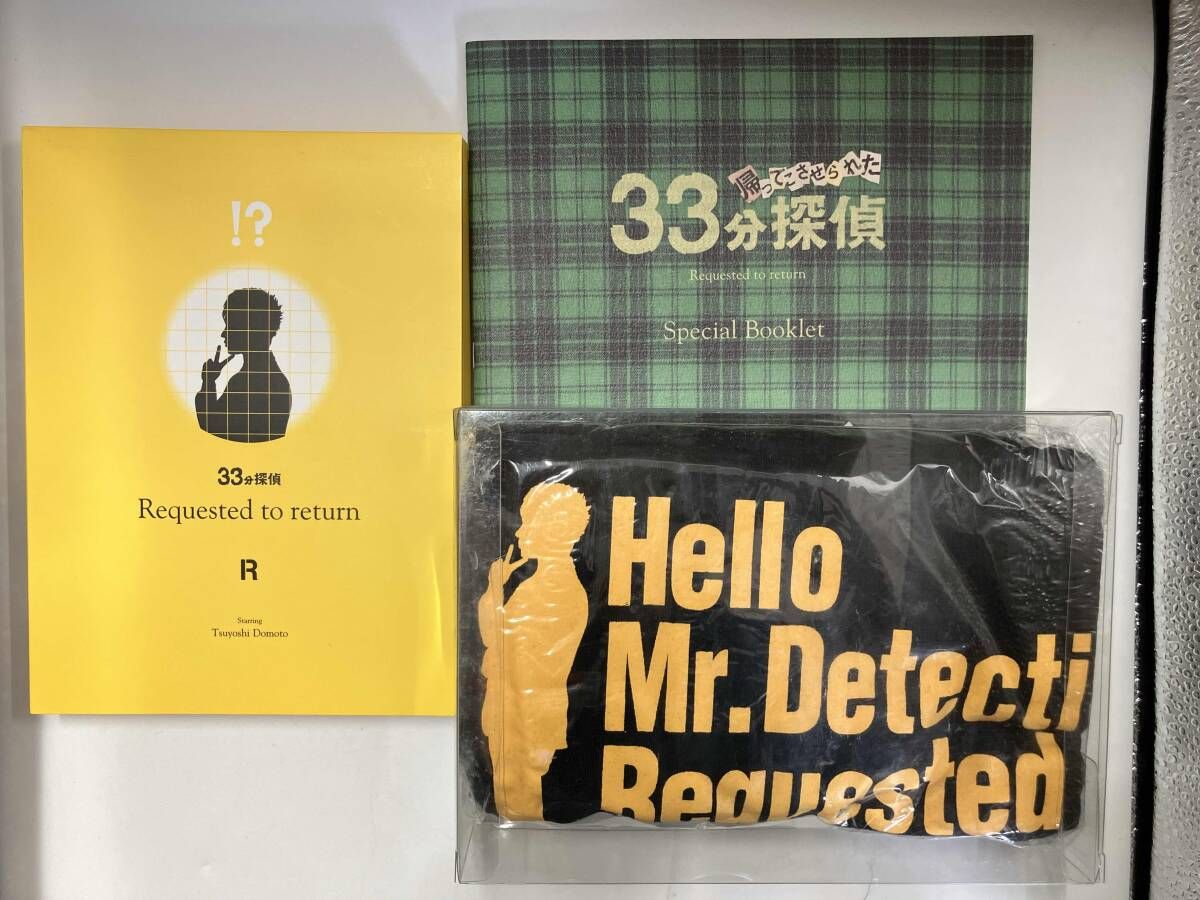 !?
33分探偵
Requested to return
R
Starring
Tsuyoshi Domoto
帰ってこさせられた
33分探偵
Requested to return
Special Booklet
Hello
Mr. Detecti
Requested